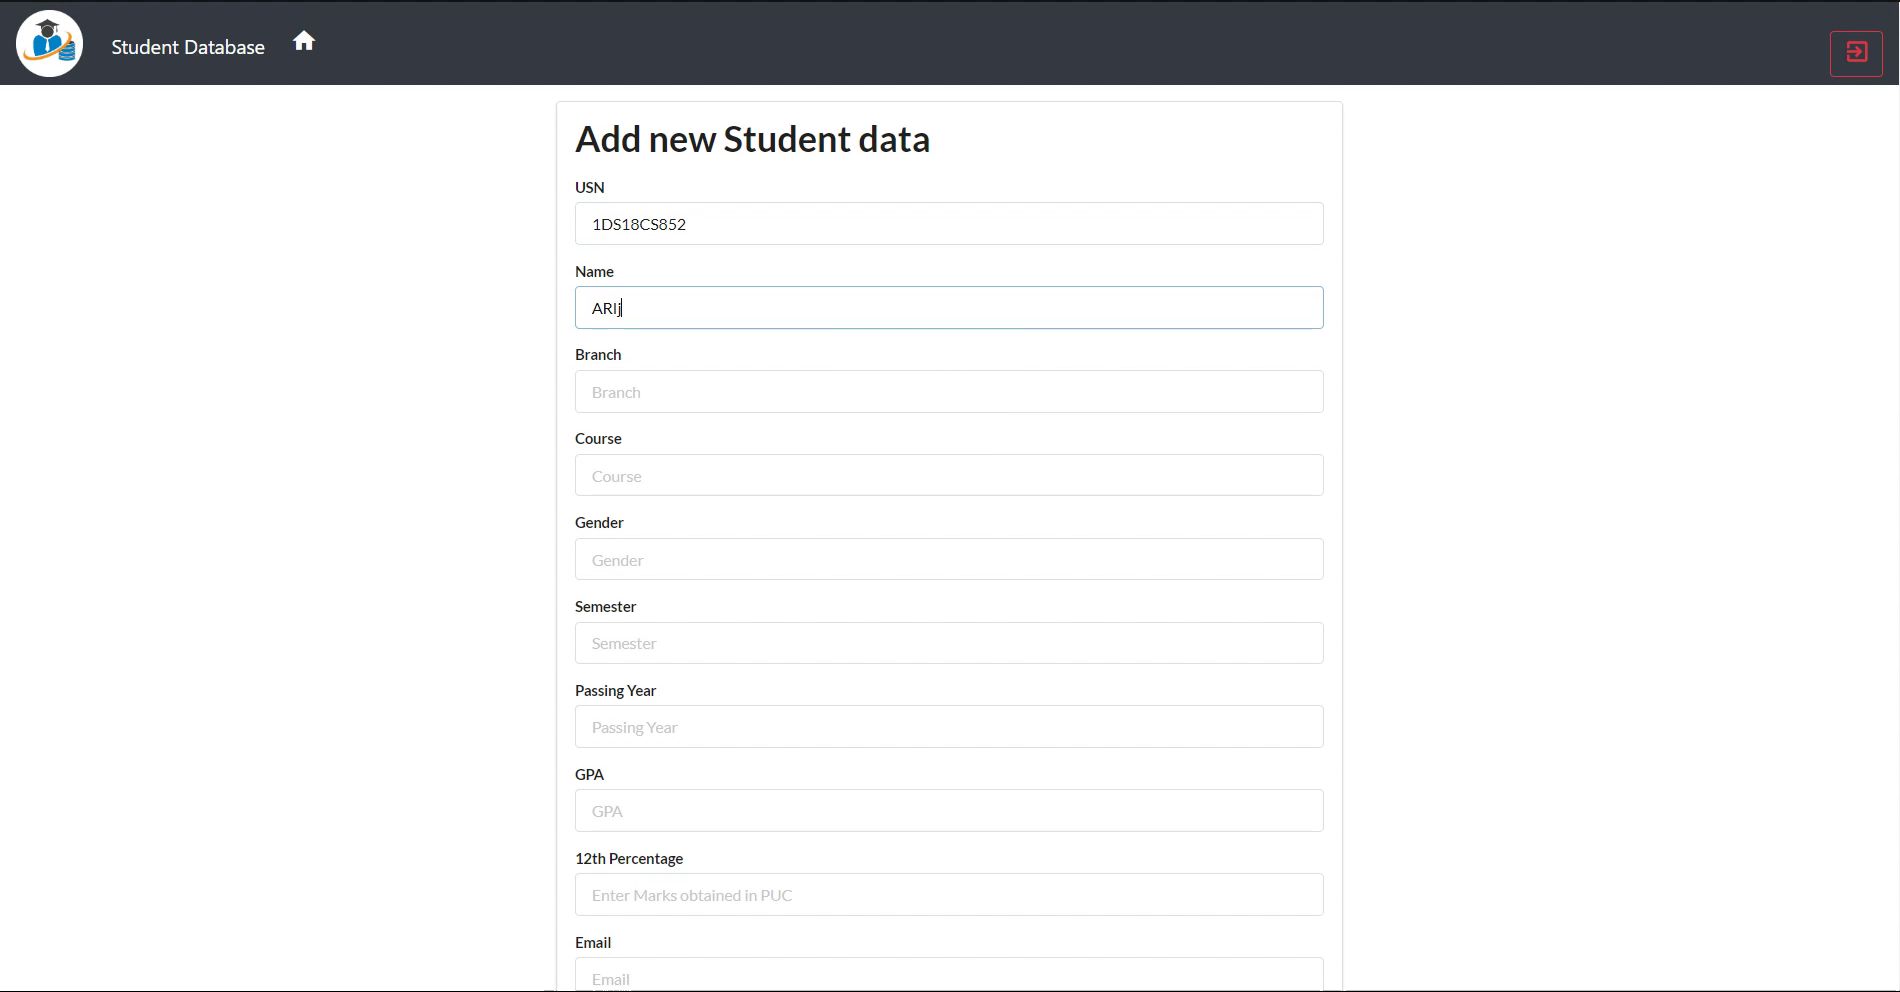 Student Database
Add new Student data
USN
1DS18CS852
Name
ARIj
Branch
Branch
Course
Course
Gender
Gender
Semester
Semester
Passing Year
Passing Year
GPA
GPA
12th Percentage
Enter Marks obtained in PUC
Email
Email